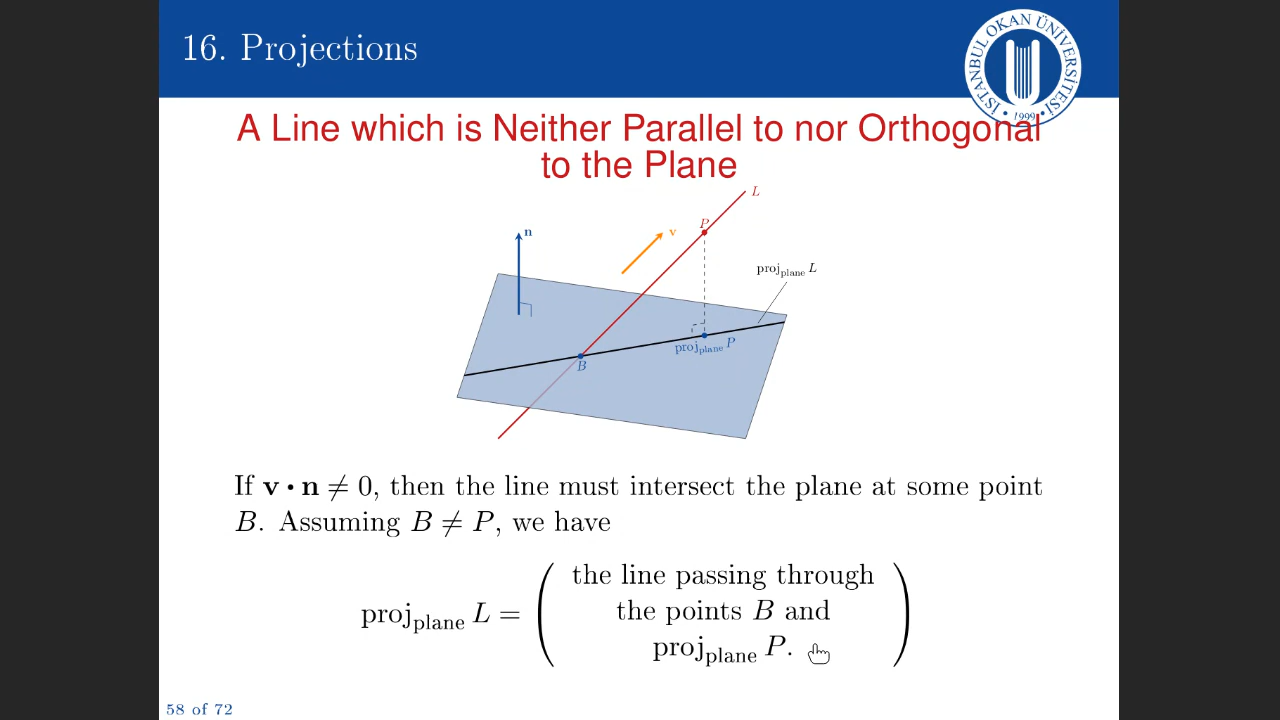 16. Projections
İSTANBUL OKAN ÜNİVERSİTESİ
1999
A Line which is Neither Parallel to nor Orthogonal
to the Plane
L
P
n
v
proj_plane L
proj_plane P
B
If v • n ≠ 0, then the line must intersect the plane at some point
B. Assuming B ≠ P, we have
the line passing through
proj_plane L = ( the points B and )
proj_plane P.
58 of 72